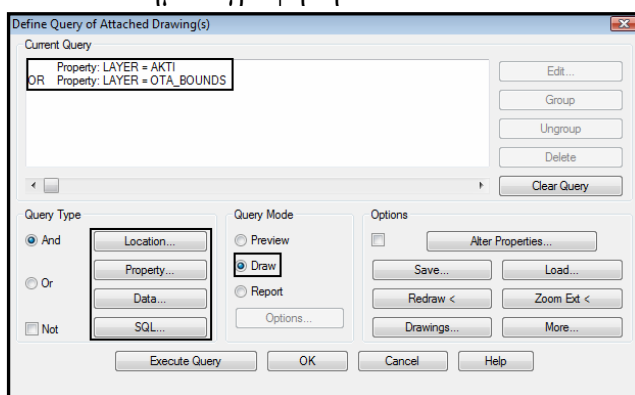 Define Query of Attached Drawing(s)
Current Query
Property: LAYER = AKTI
OR Property: LAYER = OTA_BOUNDS
Edit...
Group
Ungroup
Delete
Clear Query
Query Type
And
Or
Not
Location...
Property...
Data...
SQL...
Query Mode
Preview
Draw
Report
Options...
Options
Alter Properties...
Save...
Load...
Redraw <
Zoom Ext <
Drawings...
More...
Execute Query
OK
Cancel
Help